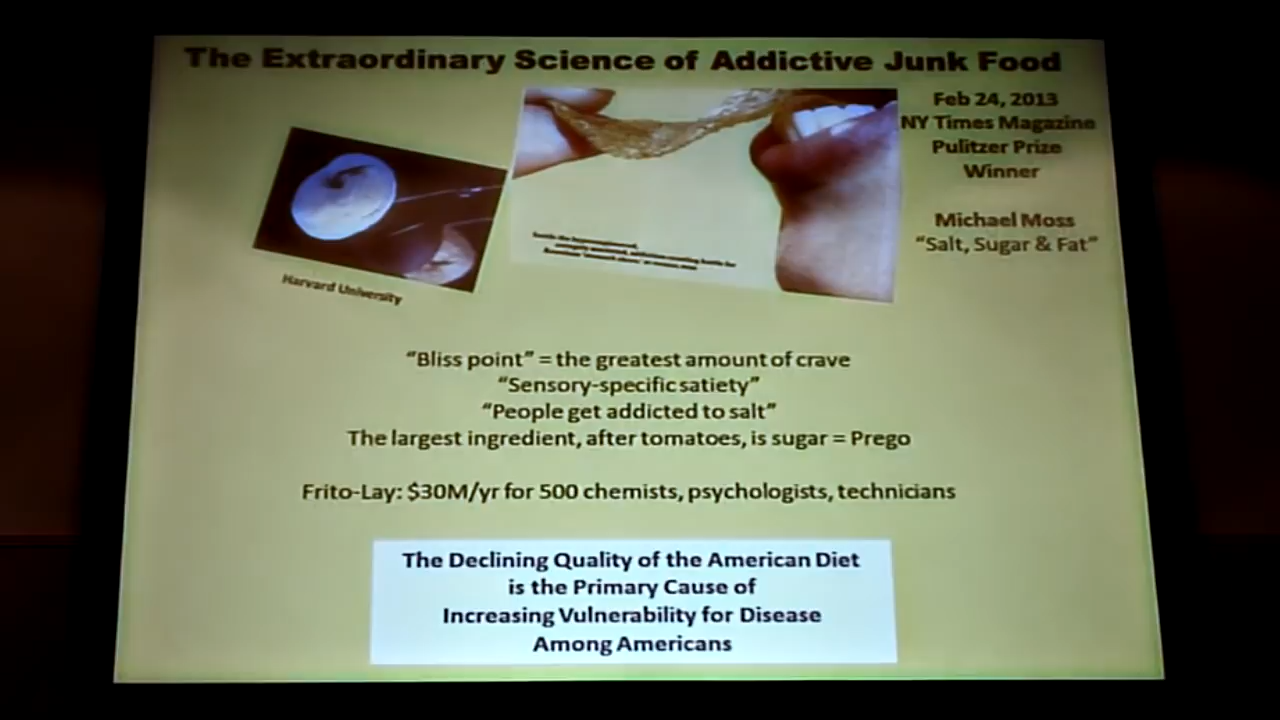 The Extraordinary Science of Addictive Junk Food
Feb 24, 2013
NY Times Magazine
Pulitzer Prize
Winner
Michael Moss
“Salt, Sugar & Fat”
Harvard University
“Bliss point” = the greatest amount of crave
“Sensory-specific satiety”
“People get addicted to salt”
The largest ingredient, after tomatoes, is sugar = Prego
Frito-Lay: $30M/yr for 500 chemists, psychologists, technicians
The Declining Quality of the American Diet
is the Primary Cause of
Increasing Vulnerability for Disease
Among Americans